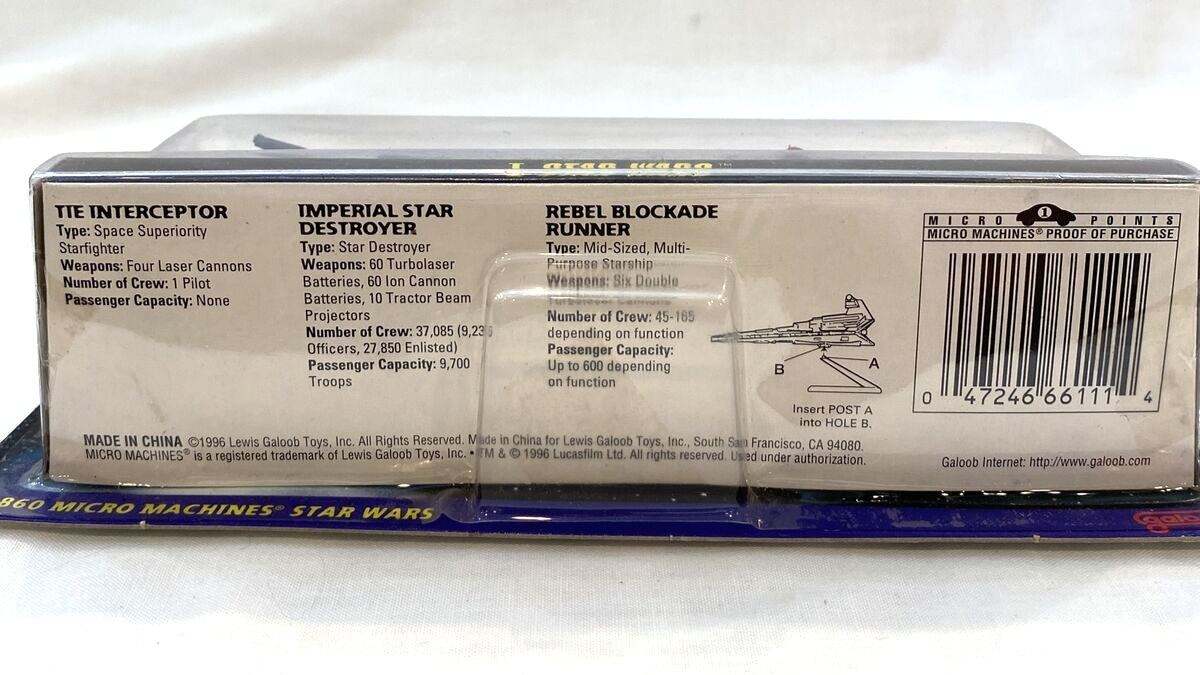 I STAR WARS™
TIE INTERCEPTOR
Type: Space Superiority
Starfighter
Weapons: Four Laser Cannons
Number of Crew: 1 Pilot
Passenger Capacity: None
IMPERIAL STAR
DESTROYER
Type: Star Destroyer
Weapons: 60 Turbolaser
Batteries, 60 Ion Cannon
Batteries, 10 Tractor Beam
Projectors
Number of Crew: 37,085 (9,235
Officers, 27,850 Enlisted)
Passenger Capacity: 9,700
Troops
REBEL BLOCKADE
RUNNER
Type: Mid-Sized, Multi-
Purpose Starship
Weapons: Six Double
Turbolaser Cannons
Number of Crew: 45-165
depending on function
Passenger Capacity:
Up to 600 depending
on function
B A
Insert POST A
into HOLE B.
MICRO 1 POINTS
MICRO MACHINES® PROOF OF PURCHASE
0 47246 66111 4
MADE IN CHINA ©1996 Lewis Galoob Toys, Inc. All Rights Reserved. Made in China for Lewis Galoob Toys, Inc., South San Francisco, CA 94080.
MICRO MACHINES® is a registered trademark of Lewis Galoob Toys, Inc. • TM & © 1996 Lucasfilm Ltd. All rights reserved. Used under authorization.
Galoob Internet: http://www.galoob.com
860 MICRO MACHINES® STAR WARS